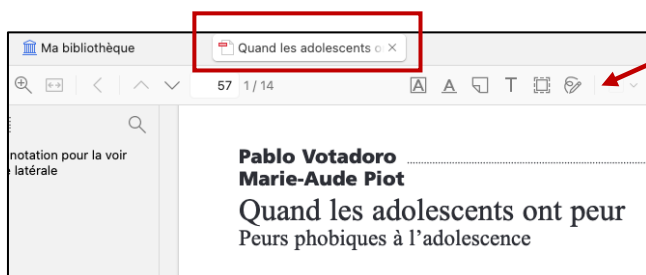 Ma bibliothèque
Quand les adolescents o
57 1 / 14
A A T
notation pour la voir
latérale
Pablo Votadoro
Marie-Aude Piot
Quand les adolescents ont peur
Peurs phobiques à l'adolescence